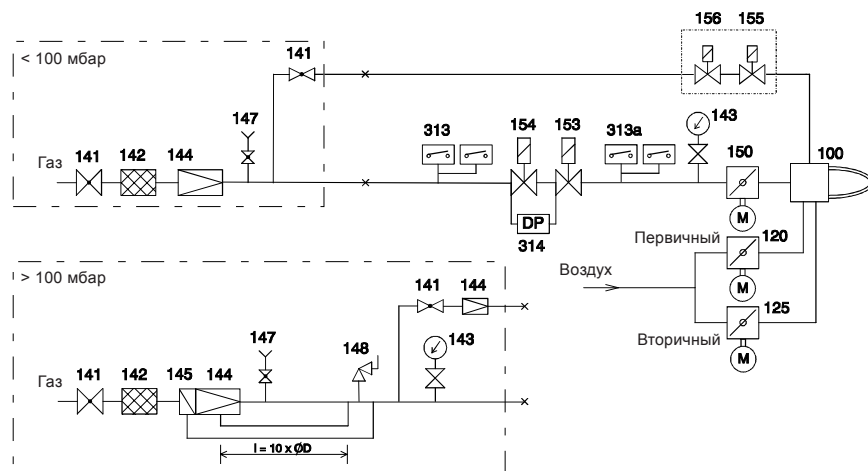 156 155
< 100 мбар
141
147
143
313
154 153
313a
Газ
141 142 144
150
100
DP
314
M
Первичный
120
Воздух
M
> 100 мбар
141 144
125
147
148
143
Вторичный
M
Газ
141 142 145 144
l = 10 x ØD